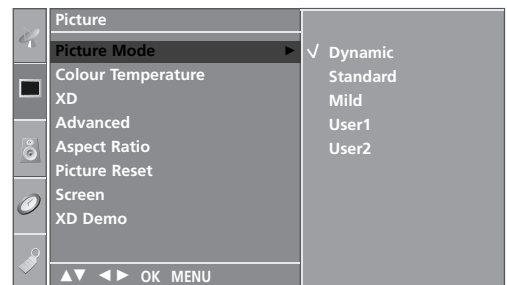 Picture
Picture Mode ▶
Colour Temperature
XD
Advanced
Aspect Ratio
Picture Reset
Screen
XD Demo
▲▼ ◀▶ OK MENU
√ Dynamic
Standard
Mild
User1
User2